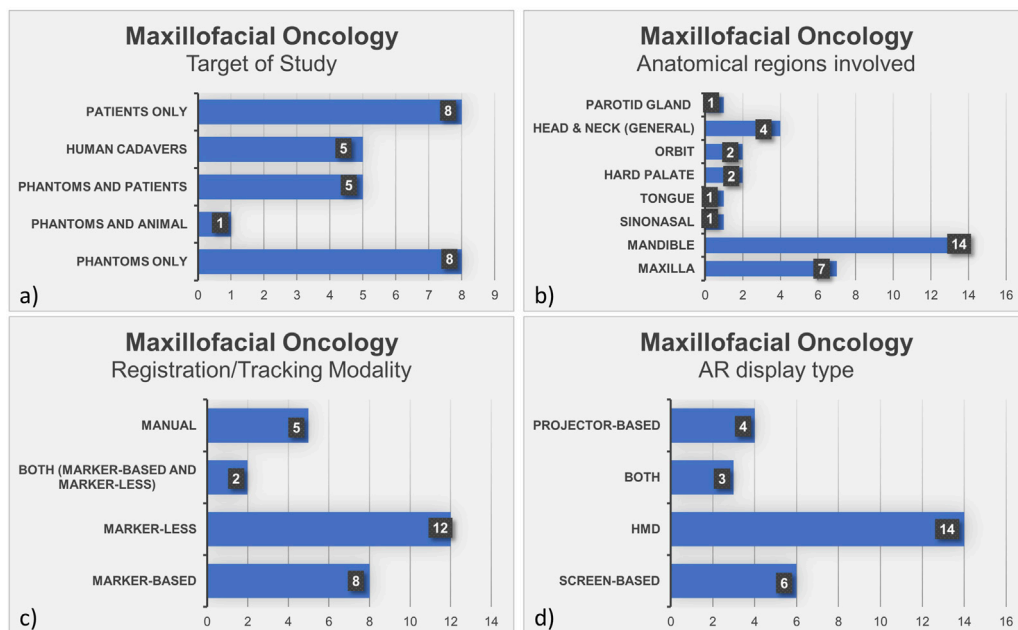 Maxillofacial Oncology
Target of Study
PATIENTS ONLY
8
HUMAN CADAVERS
5
PHANTOMS AND PATIENTS
5
PHANTOMS AND ANIMAL
1
PHANTOMS ONLY
8
0 1 2 3 4 5 6 7 8 9
a)
Maxillofacial Oncology
Anatomical regions involved
PAROTID GLAND
1
HEAD & NECK (GENERAL)
4
ORBIT
2
HARD PALATE
2
TONGUE
1
SINONASAL
1
MANDIBLE
14
MAXILLA
7
0 2 4 6 8 10 12 14 16
b)
Maxillofacial Oncology
Registration/Tracking Modality
MANUAL
5
BOTH (MARKER-BASED AND
MARKER-LESS)
2
MARKER-LESS
12
MARKER-BASED
8
0 2 4 6 8 10 12 14
c)
Maxillofacial Oncology
AR display type
PROJECTOR-BASED
4
BOTH
3
HMD
14
SCREEN-BASED
6
0 2 4 6 8 10 12 14 16
d)